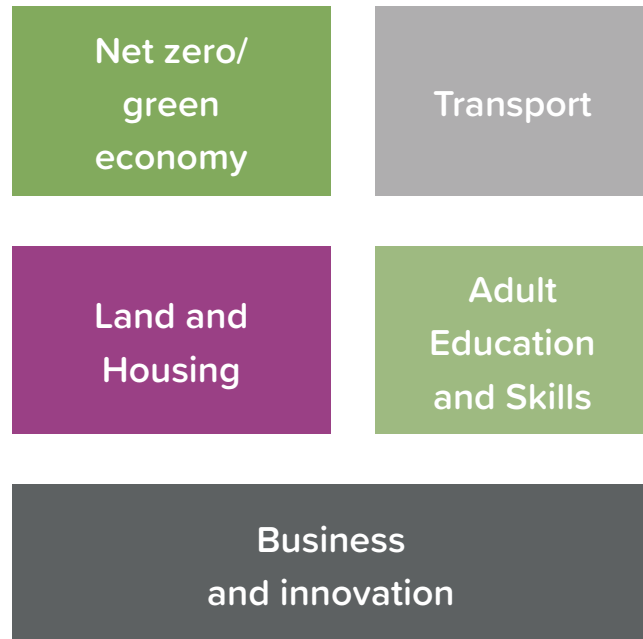 Net zero/
green
economy
Transport
Land and
Housing
Adult
Education
and Skills
Business
and innovation